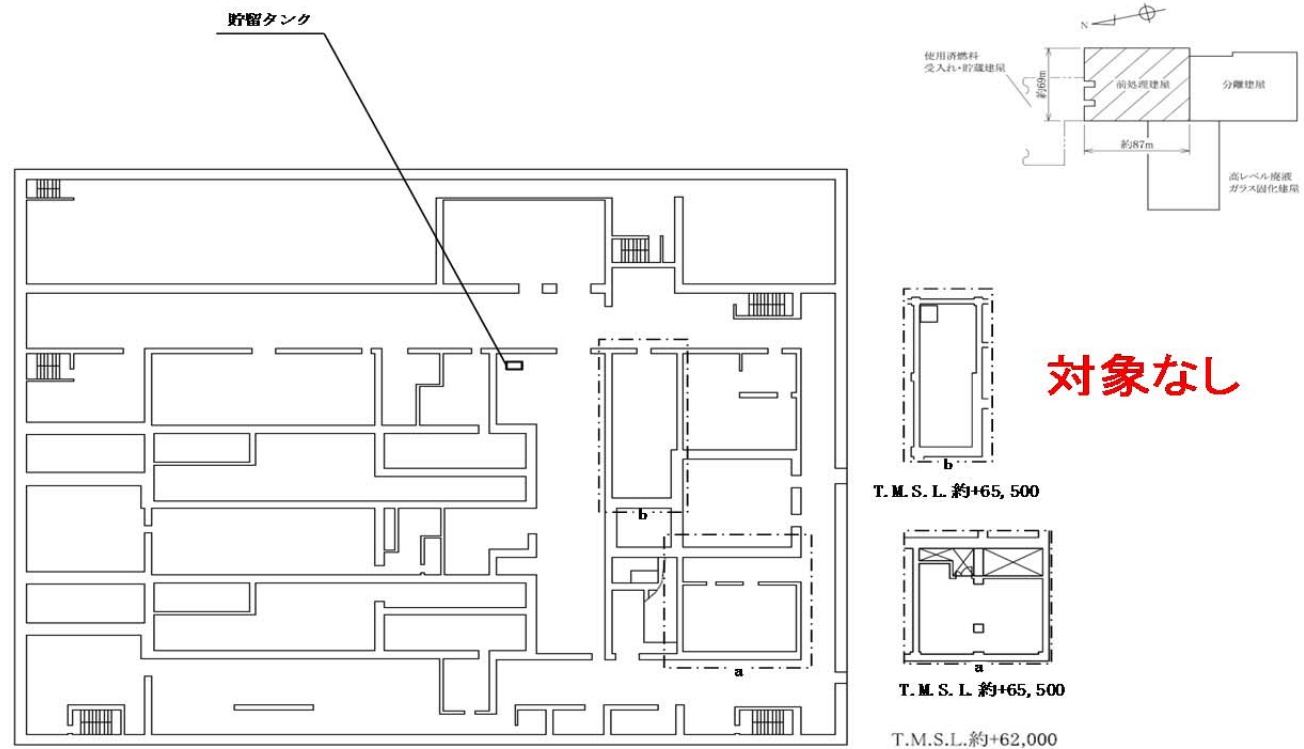 貯留タンク
N
使用済燃料
受入れ・貯蔵建屋
約69m
前処理建屋
分離建屋
約87m
高レベル廃液
ガラス固化建屋
対象なし
b
T.M.S.L.約+65,500
b
a
T.M.S.L.約+65,500
a
T.M.S.L.約+62,000